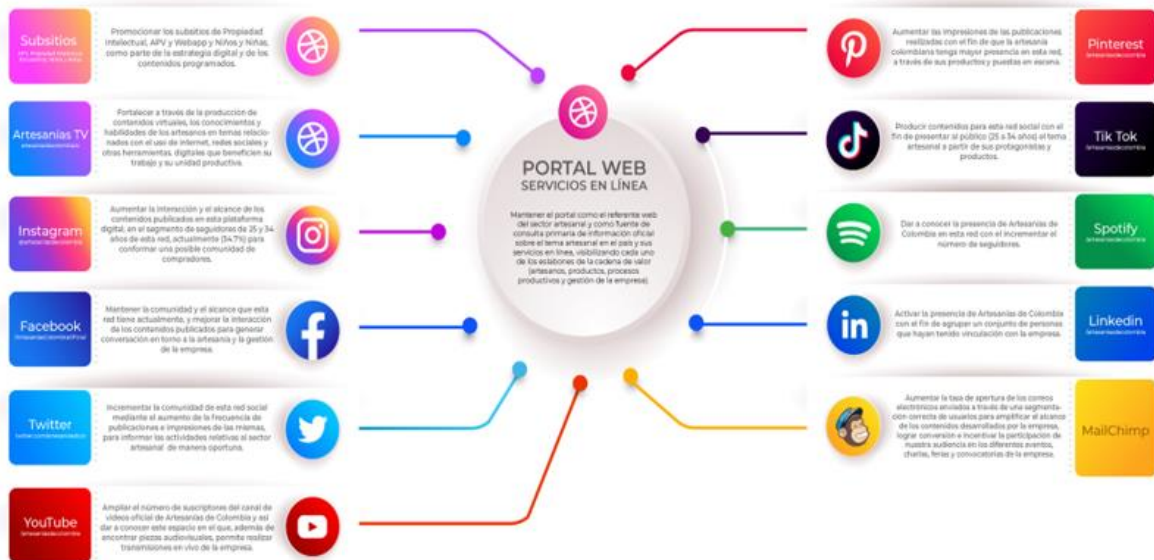 Subsitios
Promocionar los subsitios de Propiedad
Intelectual, APV y Webapp y Niños y Niñas,
como parte de la estrategia digital y de los
contenidos programados.
Artesanías TV
Fortalecer a través de la producción de
contenidos virtuales, los conocimientos y
habilidades de los artesanos en temas relacio-
nados con el uso de internet, redes sociales y
otras herramientas digitales que beneficien su
trabajo y su unidad productiva.
Instagram
Aumentar la interacción y el alcance de los
contenidos publicados en esta plataforma
digital, en el segmento de seguidores de 25 y 34
años de esta red, actualmente (34.7%) para
conformar una posible comunidad de
compradores.
Facebook
Mantener la comunidad y el alcance que esta
red tiene actualmente, y mejorar la interacción
de los contenidos publicados para generar
conversación en torno a la artesanía y la gestión
de la empresa.
Twitter
Incrementar la comunidad de esta red social
mediante el aumento de la frecuencia de
publicaciones e impresiones de las mismas,
para informar las actividades relativas al sector
artesanal de manera oportuna.
YouTube
/artesaniasdecolombia
Ampliar el número de suscriptores del canal de
videos oficial de Artesanías de Colombia y así
dar a conocer este espacio en el que, además de
encontrar piezas audiovisuales, permite realizar
transmisiones en vivo de la empresa.
PORTAL WEB
SERVICIOS EN LÍNEA
Mantener el portal como el referente web
del sector artesanal y como fuente de
consulta primaria de información oficial
sobre el tema artesanal en el país y sus
servicios en línea, visibilizando cada uno
de los eslabones de la cadena de valor
(artesanos, productos, procesos
productivos y gestión de la empresa).
Aumentar las impresiones de las publicaciones
realizadas con el fin de que la artesanía
colombiana tenga mayor presencia en esta red,
a través de sus productos y puestas en escena.
Pinterest
/artesaniasdecolombia
Producir contenidos para esta red social con el
fin de presentar al público (25 a 34 años) el tema
artesanal a partir de sus protagonistas y
productos.
Tik Tok
/artesaniasdecolombia
Dar a conocer la presencia de Artesanías de
Colombia en esta red con el incrementar el
número de seguidores.
Spotify
/artesaniasdecolombia
Activar la presencia de Artesanías de Colombia
con el fin de agrupar un conjunto de personas
que hayan tenido vinculación con la empresa.
Linkedin
/artesaniasdecolombia
Aumentar la tasa de apertura de los correos
electrónicos enviados a través de una segmenta-
ción correcta de usuarios para amplificar el alcance
de los contenidos desarrollados por la empresa,
lograr conversión e incentivar la participación de
nuestra audiencia en los diferentes eventos,
charlas, ferias y convocatorias de la empresa.
MailChimp